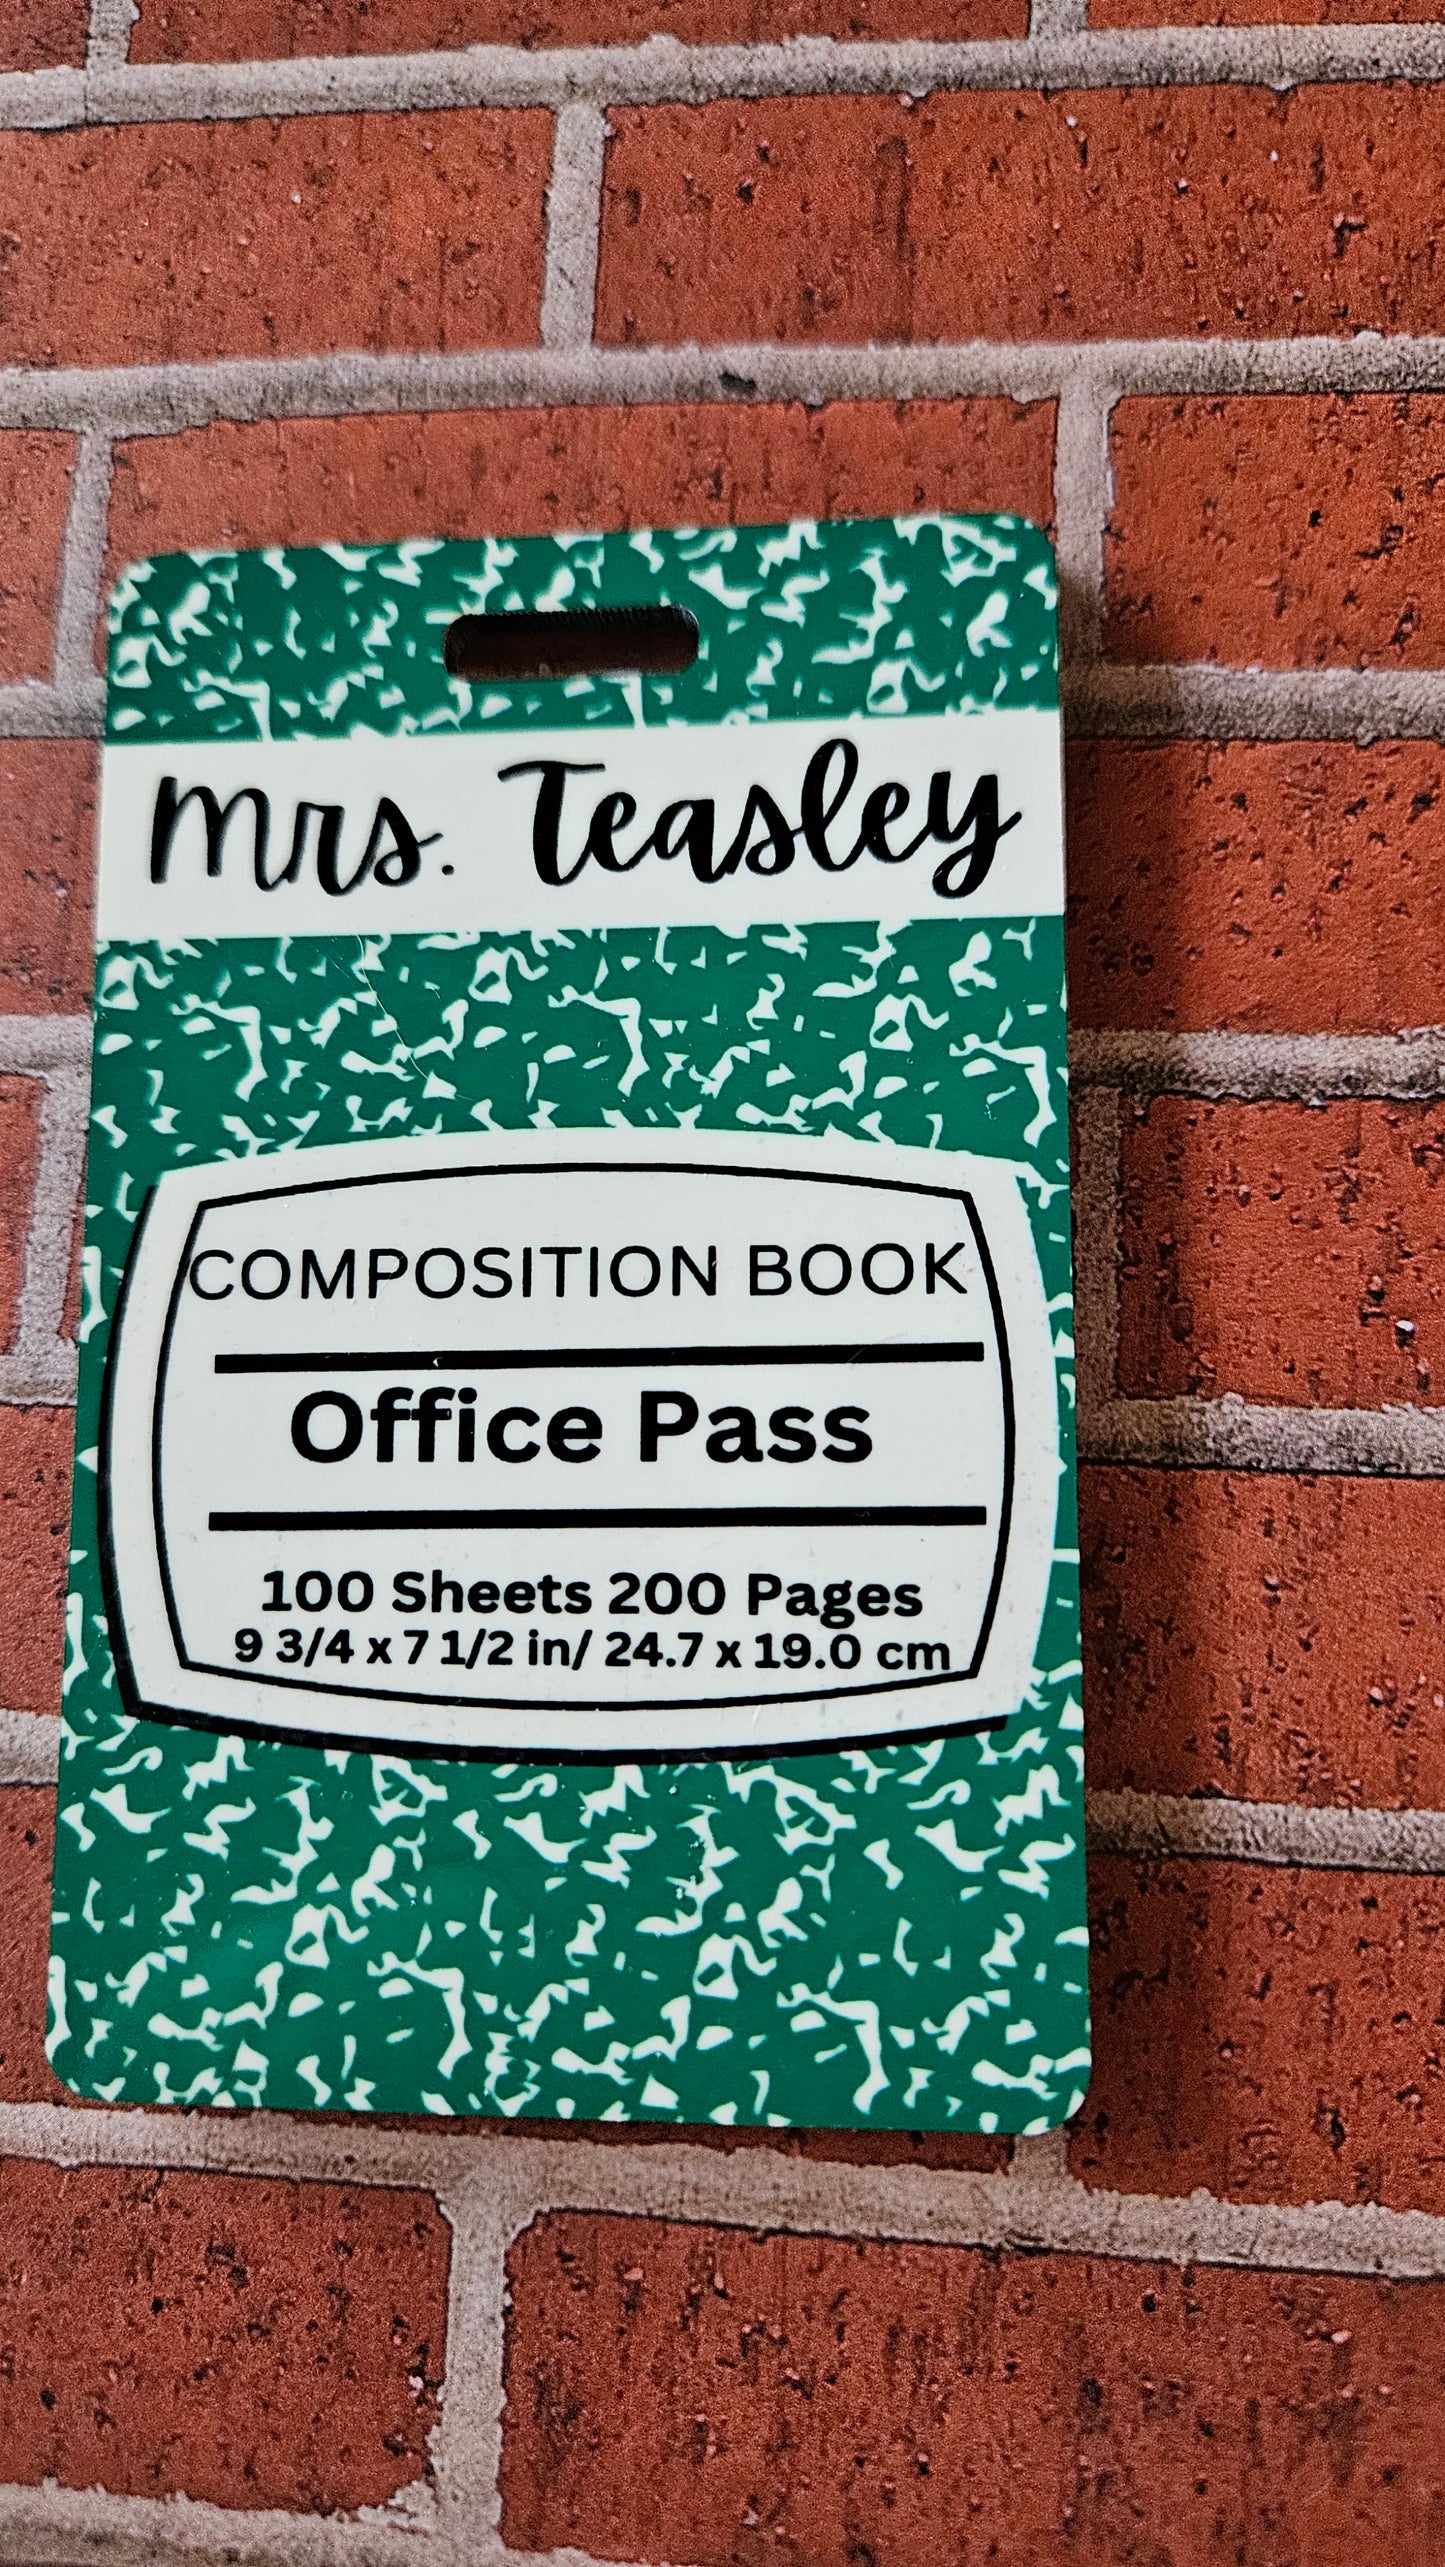 Mrs. Teasley
COMPOSITION BOOK
Office Pass
100 Sheets 200 Pages
9 3/4 x 7 1/2 in/ 24.7 x 19.0 cm